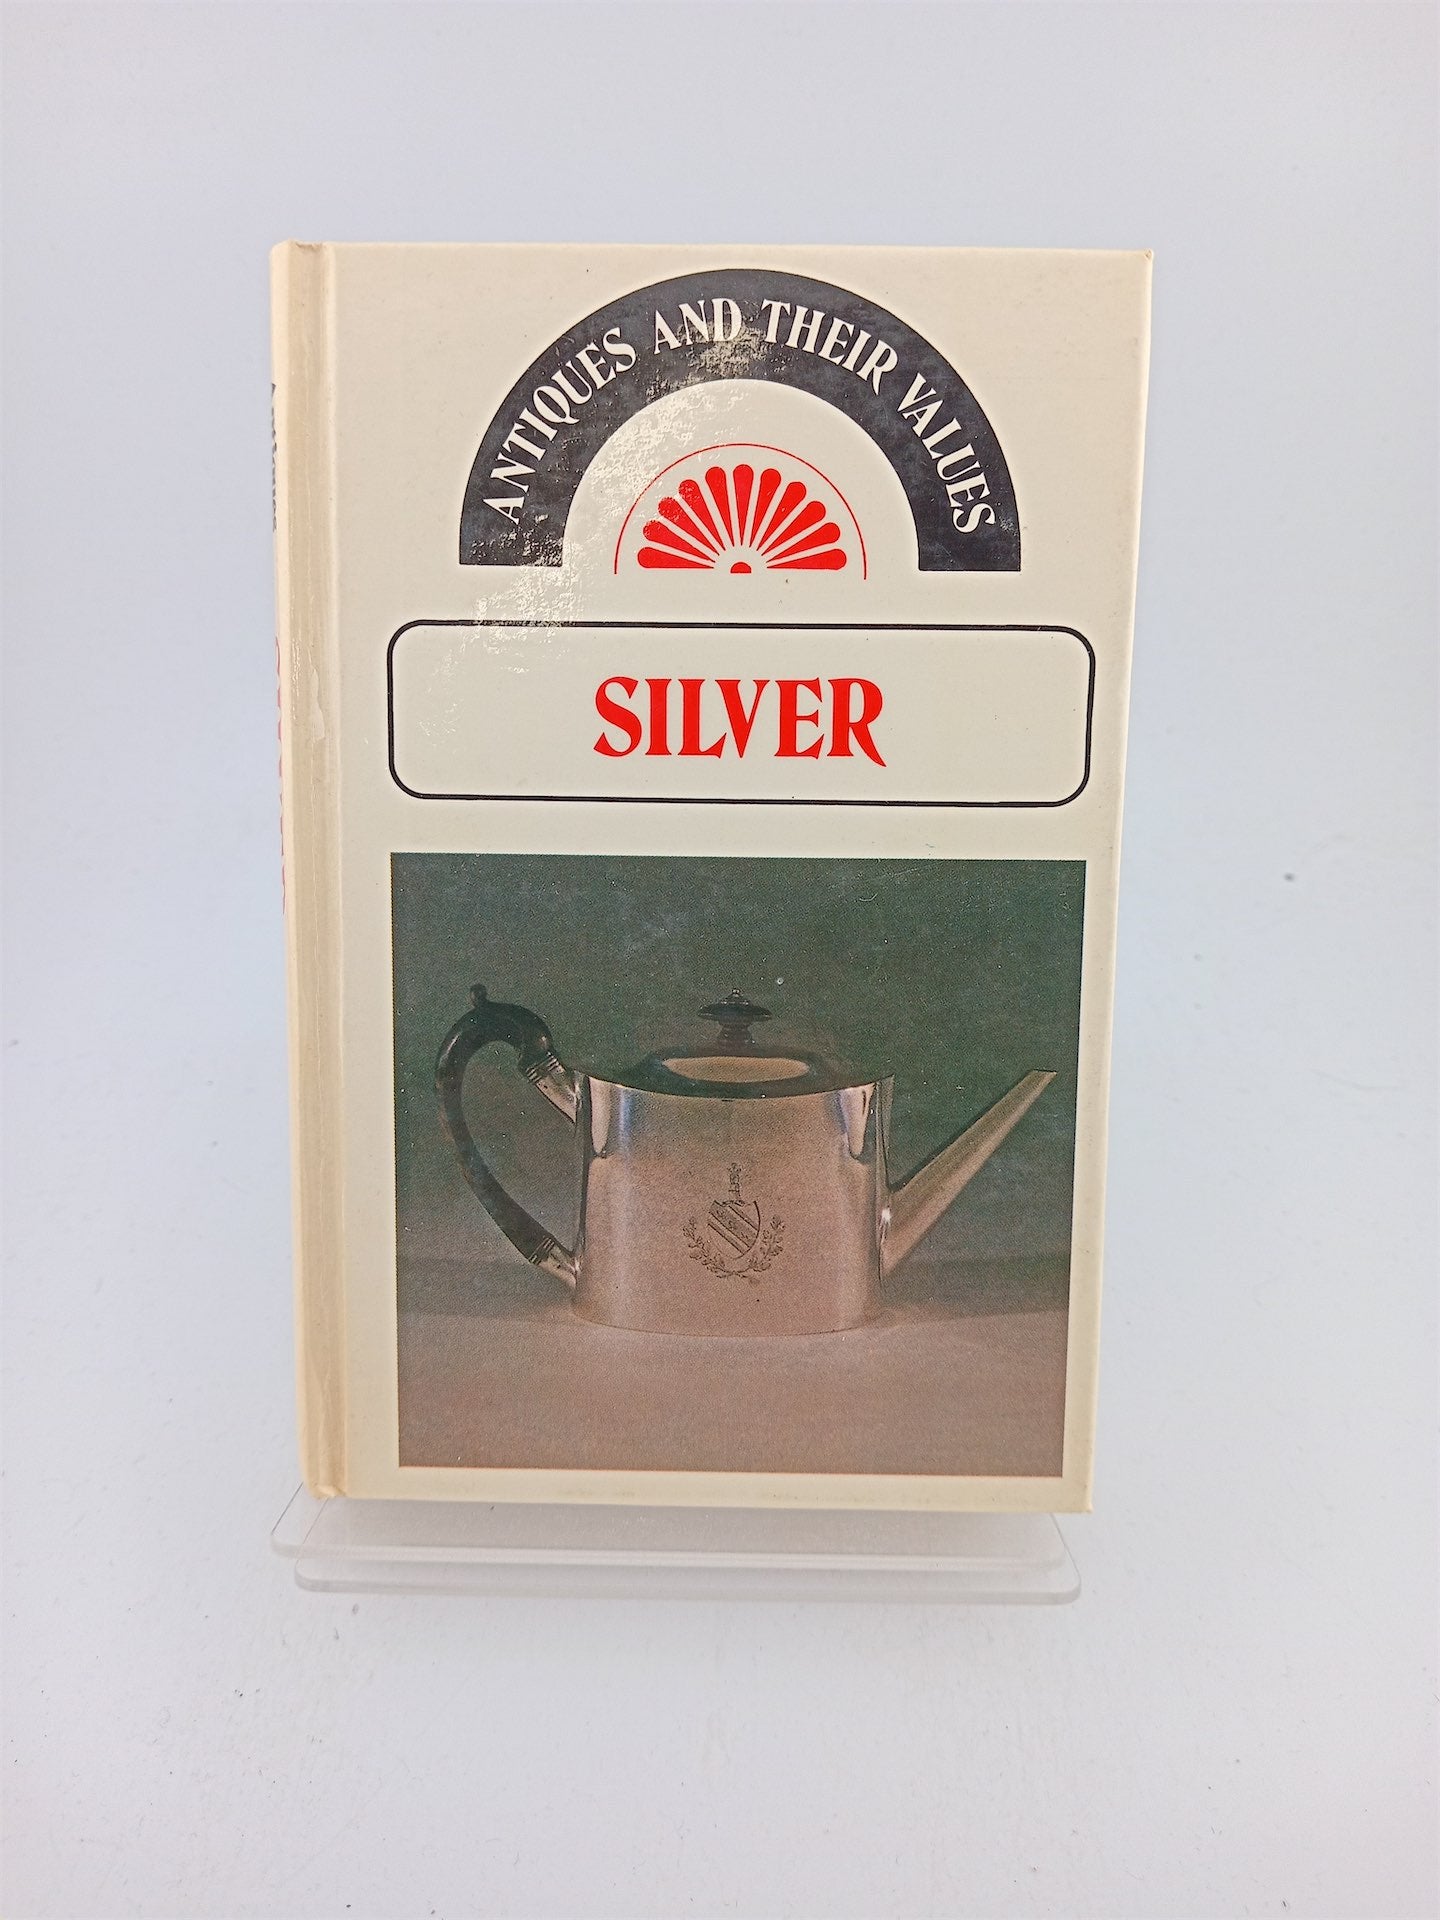 ANTIQUES AND THEIR VALUES
SILVER